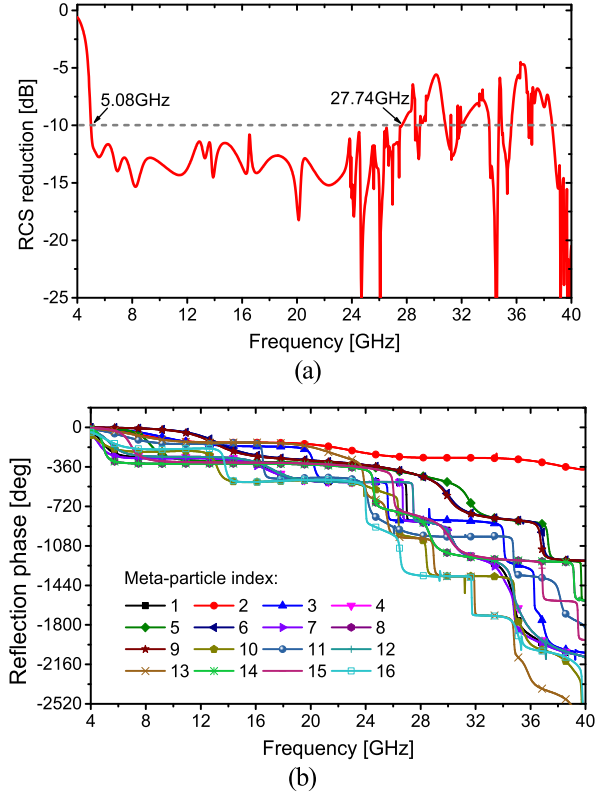 0
-5
-10
-15
-20
-25
RCS reduction [dB]
5.08GHz
27.74GHz
4 8 12 16 20 24 28 32 36 40
Frequency [GHz]
(a)
0
-360
-720
-1080
-1440
-1800
-2160
-2520
Reflection phase [deg]
Meta-particle index:
1 2 3 4
5 6 7 8
9 10 11 12
13 14 15 16
4 8 12 16 20 24 28 32 36 40
Frequency [GHz]
(b)